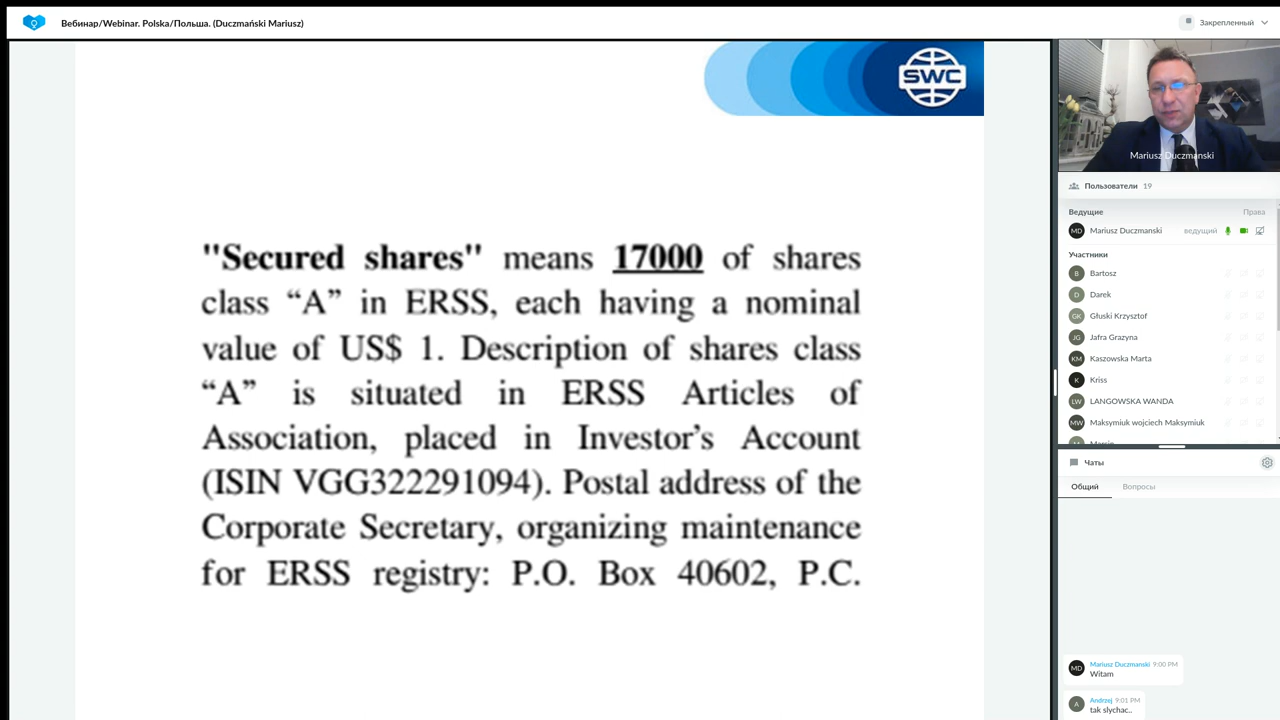 Вебинар/Webinar. Polska/Польша. (Duczmański Mariusz)
Закрепленный
SWC
"Secured shares" means 17000 of shares
class “A” in ERSS, each having a nominal
value of US$ 1. Description of shares class
“A” is situated in ERSS Articles of
Association, placed in Investor’s Account
(ISIN VGG322291094). Postal address of the
Corporate Secretary, organizing maintenance
for ERSS registry: P.O. Box 40602, P.C.
Mariusz Duczmanski
Пользователи 19
Ведущие Права
MD Mariusz Duczmanski ведущий
Участники
B Bartosz
D Darek
GK Głuski Krzysztof
JG Jafra Grazyna
KM Kaszowska Marta
K Kriss
LW LANGOWSKA WANDA
MW Maksymiuk wojciech Maksymiuk
Чаты
Общий Вопросы
MD Mariusz Duczmanski 9:00 PM
Witam
A Andrzej 9:01 PM
tak slychac..